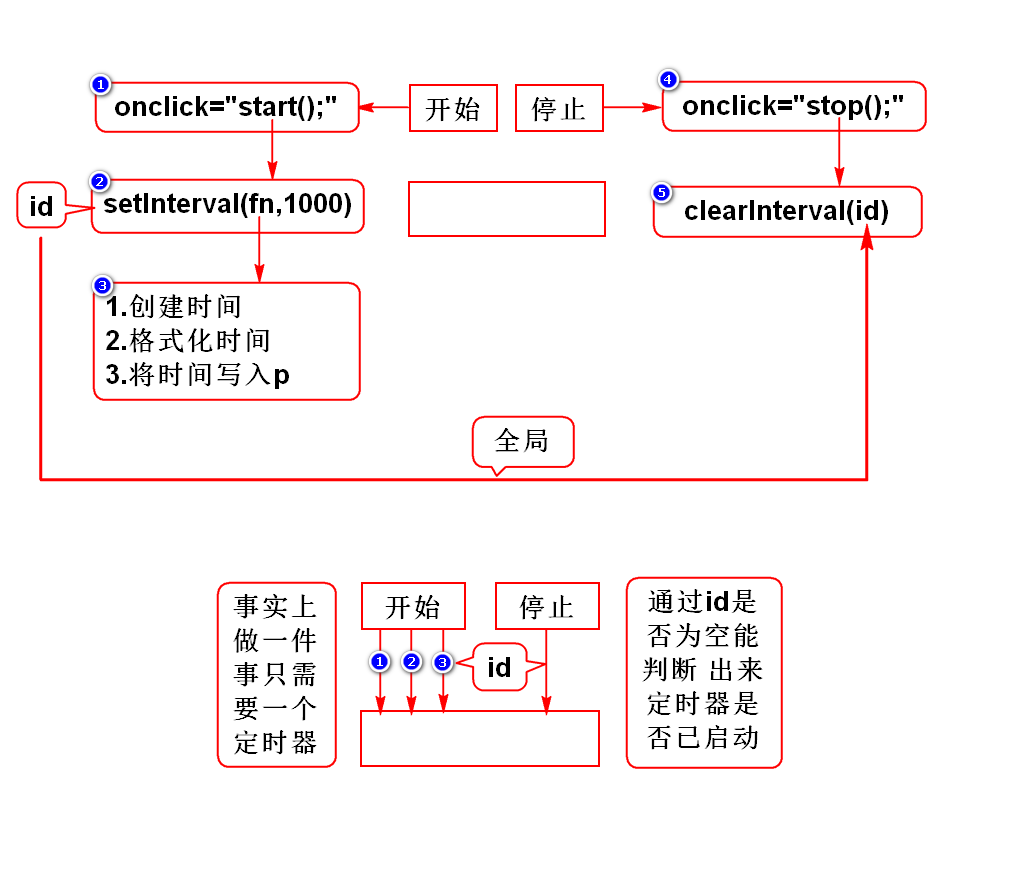 1
onclick="start();"
开始
停止
4
onclick="stop();"
id
2
setInterval(fn,1000)
5
clearInterval(id)
3
1.创建时间
2.格式化时间
3.将时间写入p
全局
事实上
做一件
事只需
要一个
定时器
开始
停止
1
2
3
id
通过id是
否为空能
判断 出来
定时器是
否已启动